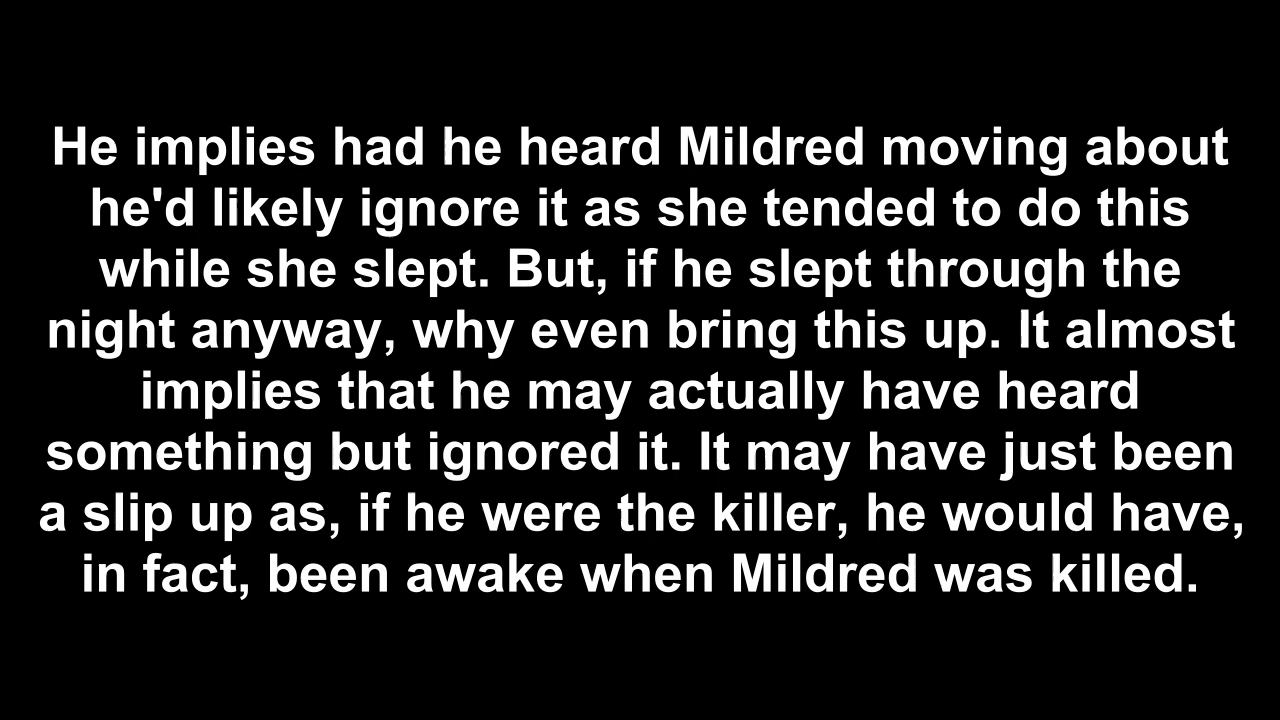 He implies had he heard Mildred moving about
he'd likely ignore it as she tended to do this
while she slept. But, if he slept through the
night anyway, why even bring this up. It almost
implies that he may actually have heard
something but ignored it. It may have just been
a slip up as, if he were the killer, he would have,
in fact, been awake when Mildred was killed.